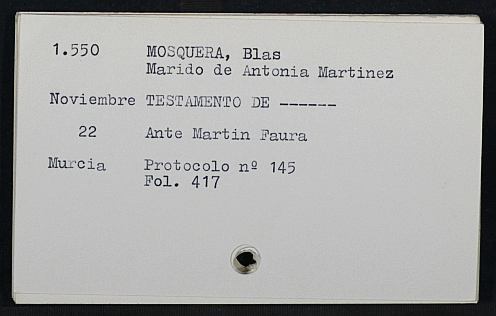 1.550 MOSQUERA, Blas
Marido de Antonia Martinez
Noviembre TESTAMENTO DE ------
22 Ante Martin Faura
Murcia Protocolo nº 145
Fol. 417